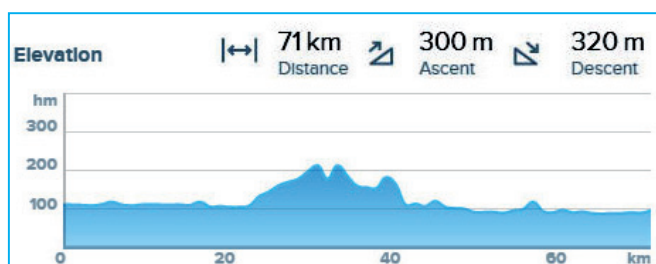 Elevation
71 km
Distance
300 m
Ascent
320 m
Descent
hm
300
200
100
0 20 40 60 km